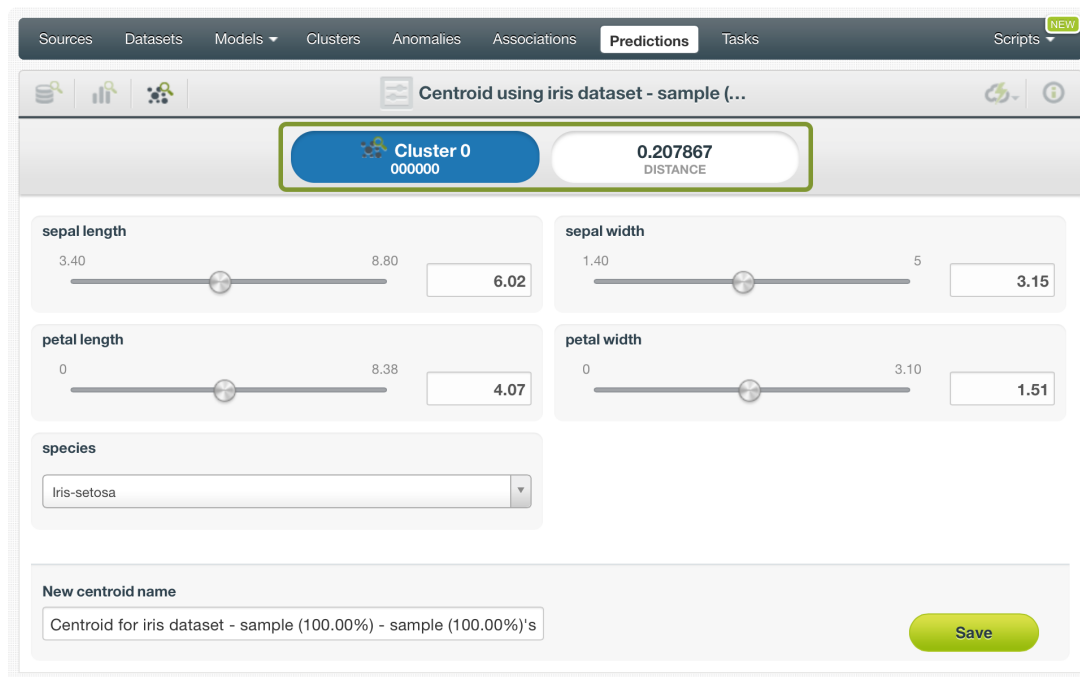 NEW
Sources Datasets Models Clusters Anomalies Associations Predictions Tasks Scripts
Centroid using iris dataset - sample (...
Cluster 0
000000
0.207867
DISTANCE
sepal length
3.40 8.80
6.02
sepal width
1.40 5
3.15
petal length
0 8.38
4.07
petal width
0 3.10
1.51
species
Iris-setosa
New centroid name
Centroid for iris dataset - sample (100.00%) - sample (100.00%)'s
Save